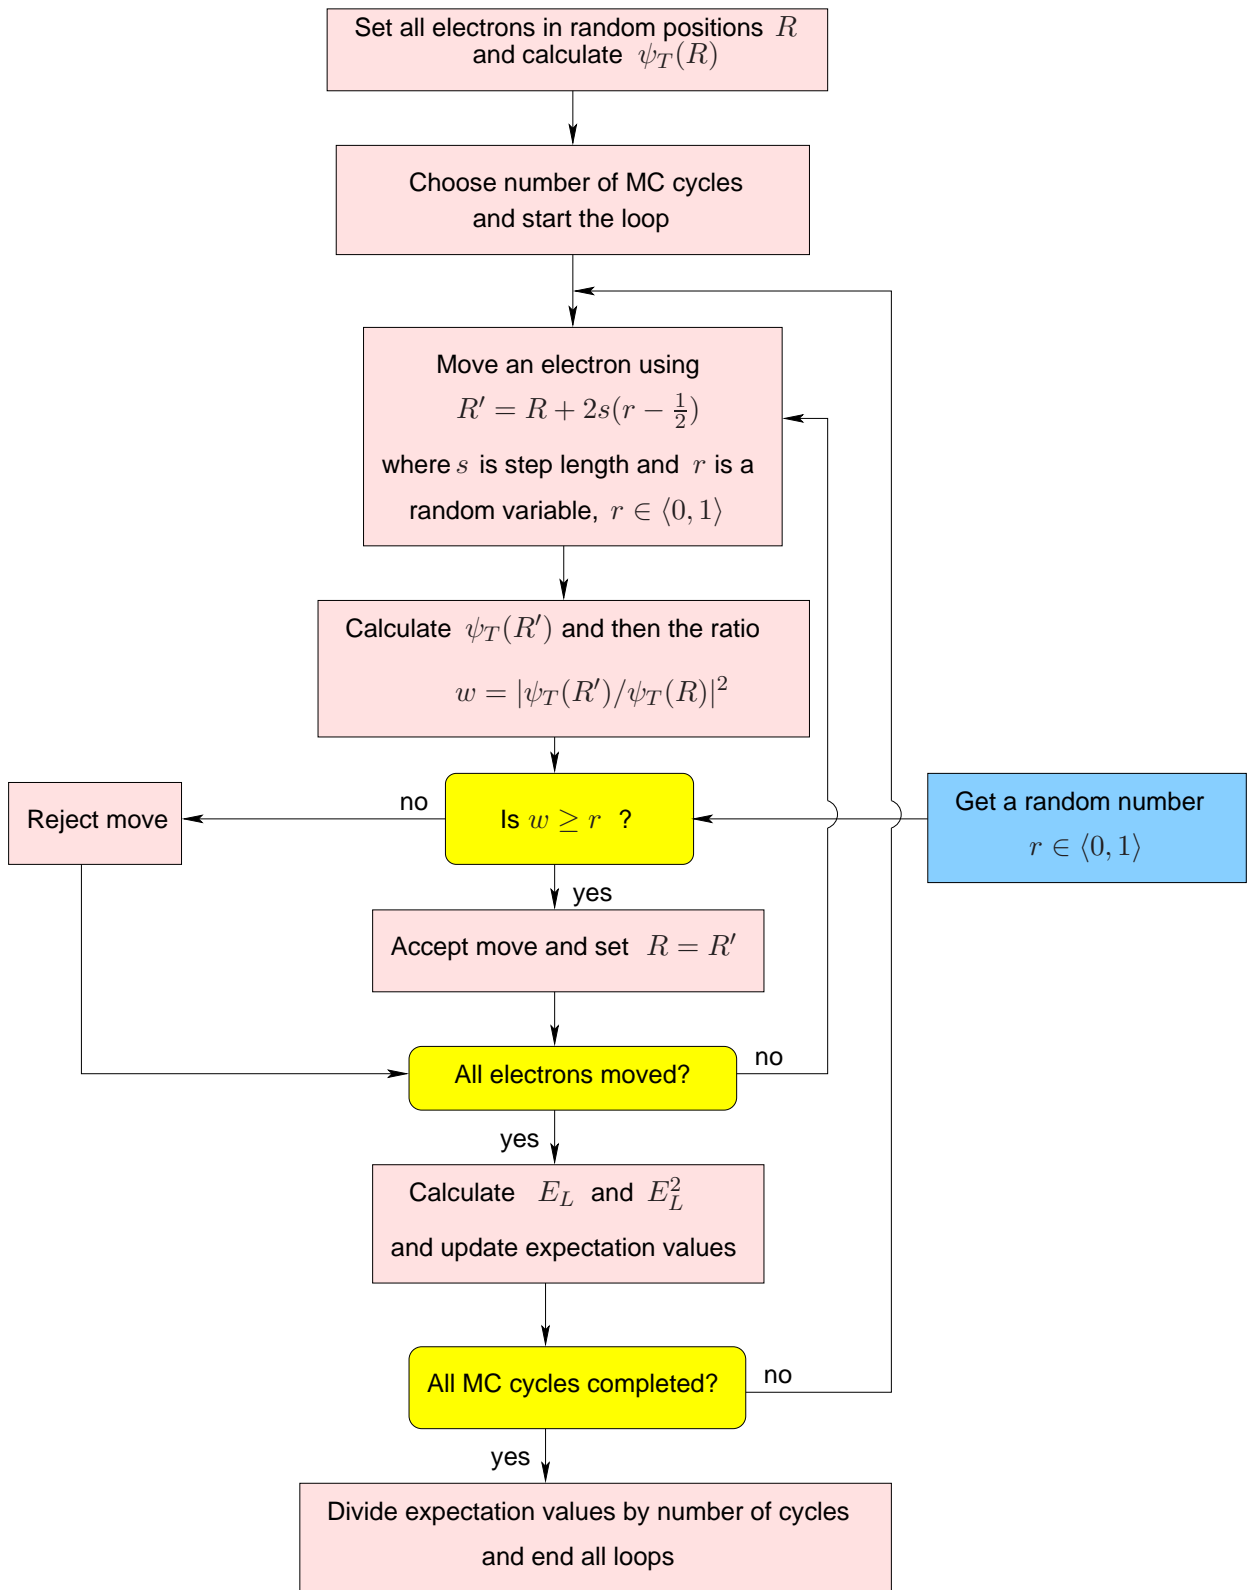 Set all electrons in random positions R
and calculate ψ_T(R)
Choose number of MC cycles
and start the loop
Move an electron using
R′ = R + 2s(r − 1/2)
where s is step length and r is a
random variable, r ∈ ⟨0, 1⟩
Calculate ψ_T(R′) and then the ratio
w = |ψ_T(R′)/ψ_T(R)|²
Reject move
no
Is w ≥ r ?
Get a random number
r ∈ ⟨0, 1⟩
yes
Accept move and set R = R′
All electrons moved?
no
yes
Calculate E_L and E_L²
and update expectation values
All MC cycles completed?
no
yes
Divide expectation values by number of cycles
and end all loops